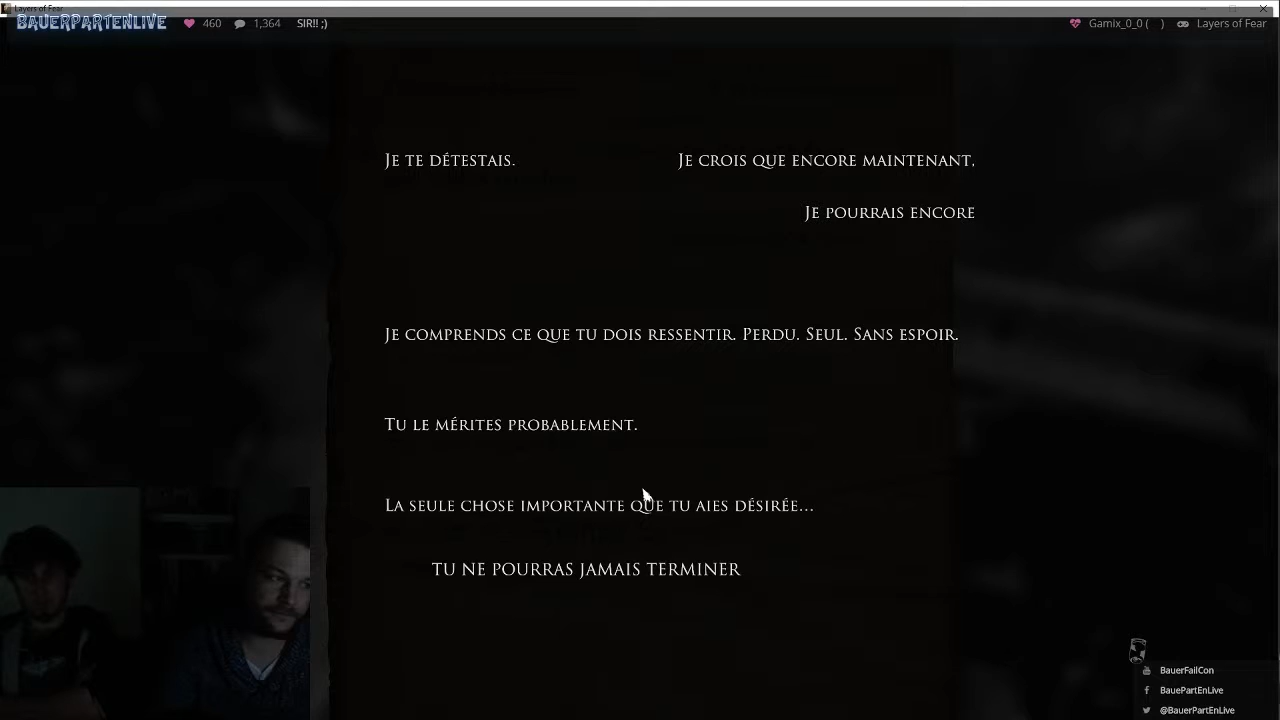 Layers of Fear
BAUERPARTENLIVE 460 1,364 SIR!! ;) Gamix_0_0 ( ) Layers of Fear
Je te détestais. Je crois que encore maintenant,
Je pourrais encore
Je comprends ce que tu dois ressentir. Perdu. Seul. Sans espoir.
Tu le mérites probablement.
La seule chose importante que tu aies désirée...
TU NE POURRAS JAMAIS TERMINER
BauerFailCon
BauePartEnLive
@BauerPartEnLive